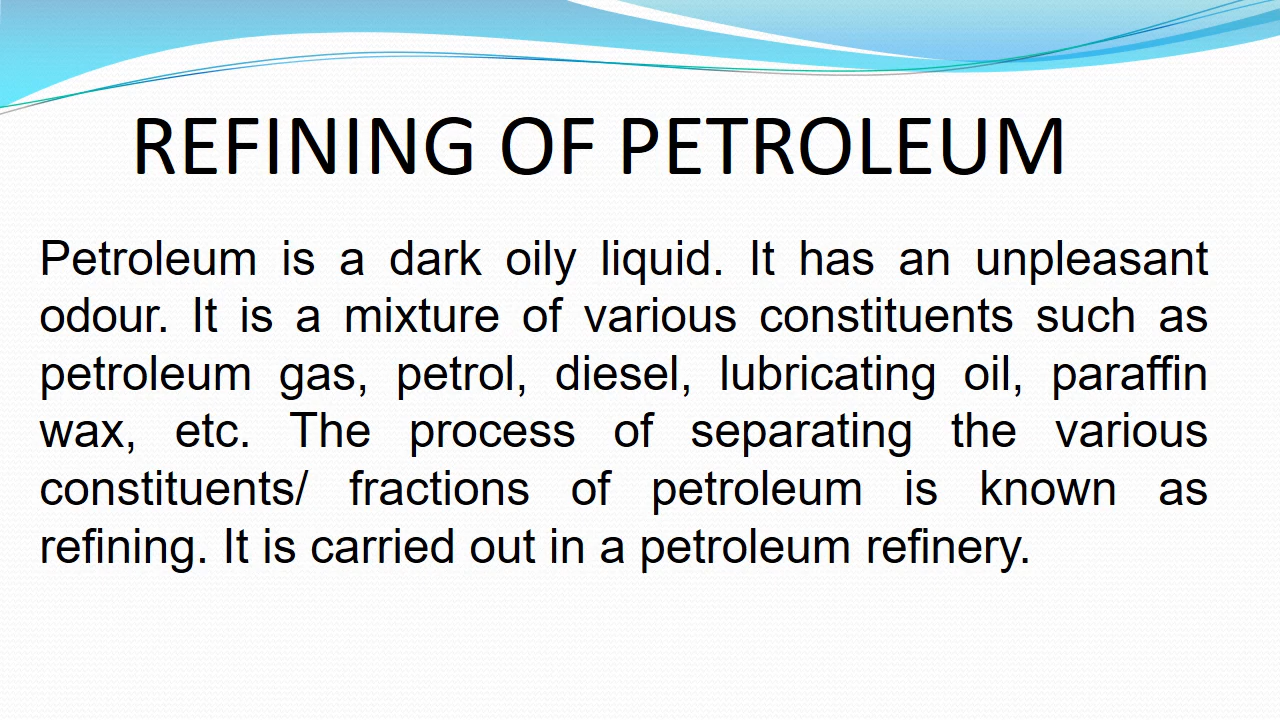 REFINING OF PETROLEUM
Petroleum is a dark oily liquid. It has an unpleasant
odour. It is a mixture of various constituents such as
petroleum gas, petrol, diesel, lubricating oil, paraffin
wax, etc. The process of separating the various
constituents/ fractions of petroleum is known as
refining. It is carried out in a petroleum refinery.